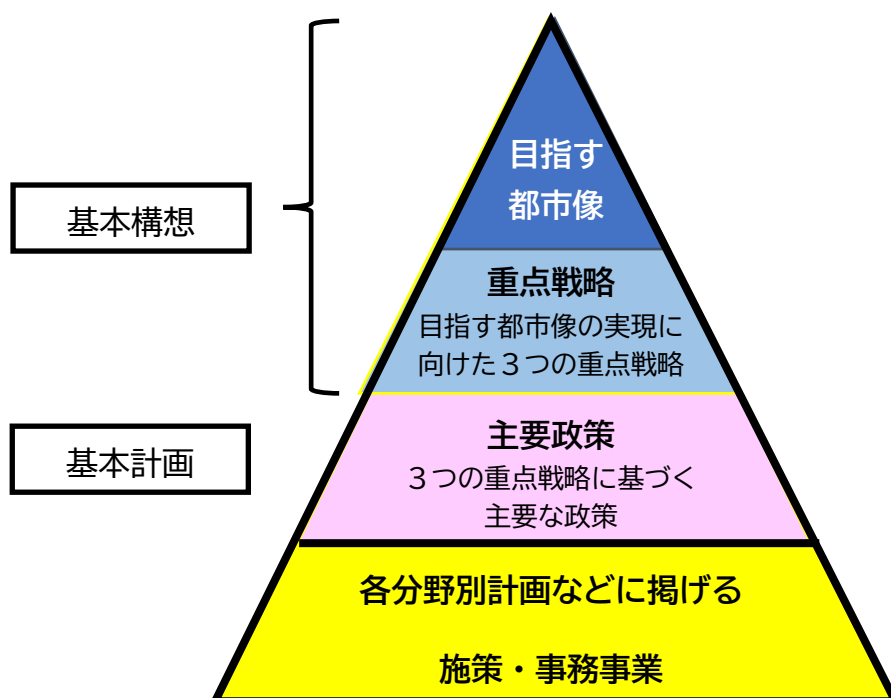 目指す
都市像
基本構想
重点戦略
目指す都市像の実現に
向けた３つの重点戦略
基本計画
主要政策
３つの重点戦略に基づく
主要な政策
各分野別計画などに掲げる
施策・事務事業